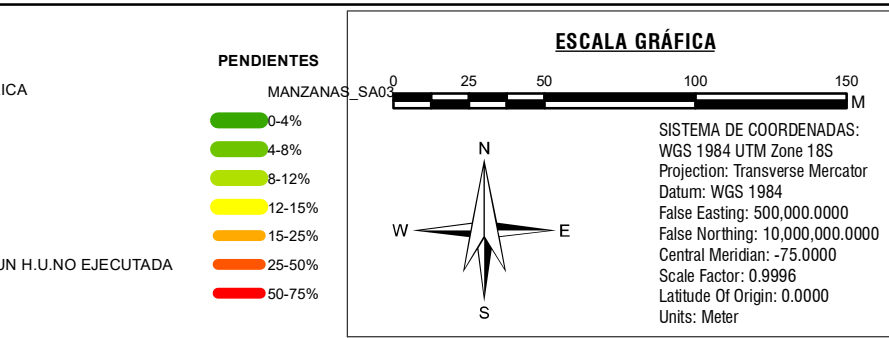 RICA
UN H.U.NO EJECUTADA
PENDIENTES
MANZANAS_SA03
0-4%
4-8%
8-12%
12-15%
15-25%
25-50%
50-75%
ESCALA GRÁFICA
0 25 50 100 150
M
N
W E
S
SISTEMA DE COORDENADAS:
WGS 1984 UTM Zone 18S
Projection: Transverse Mercator
Datum: WGS 1984
False Easting: 500,000.0000
False Northing: 10,000,000.0000
Central Meridian: -75.0000
Scale Factor: 0.9996
Latitude Of Origin: 0.0000
Units: Meter